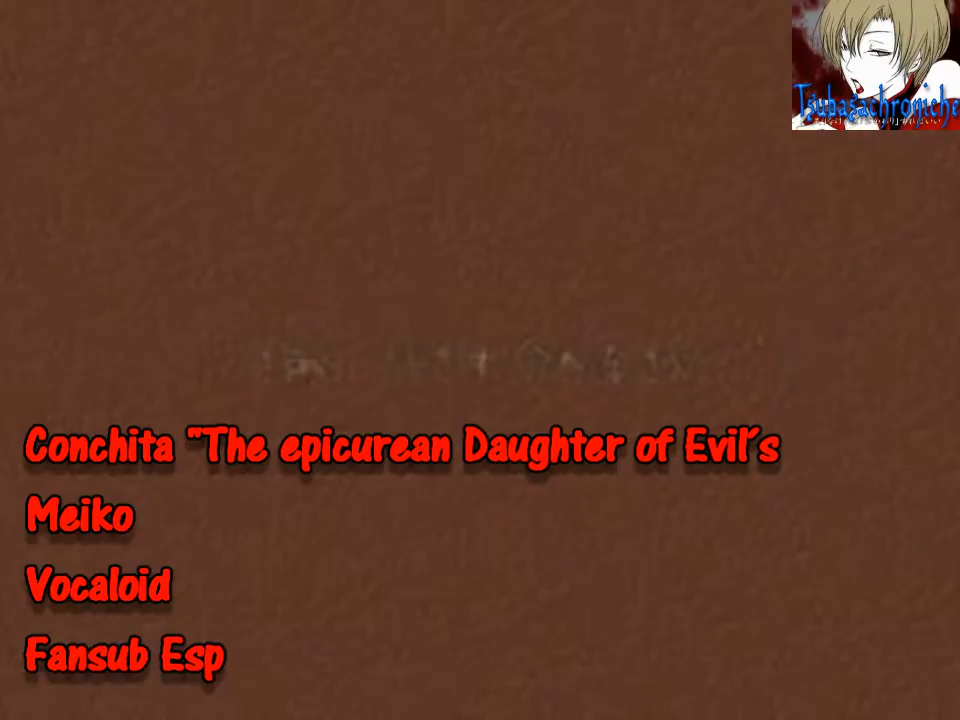 Tsubasachroniche
Conchita "The epicurean Daughter of Evil's
Meiko
Vocaloid
Fansub Esp